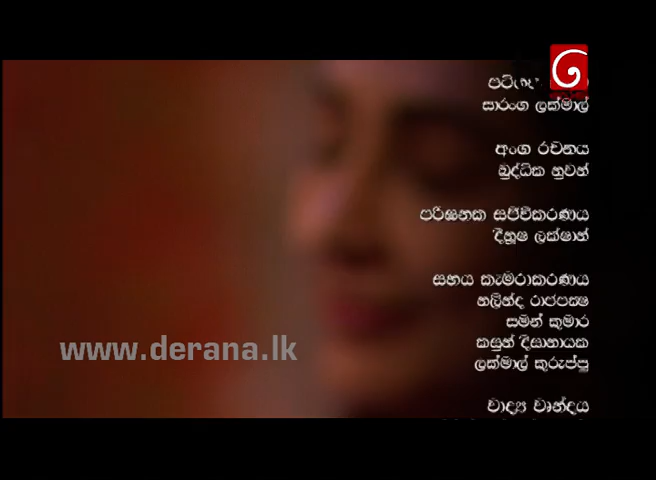 සාරංග ලක්මාල්
අංග රචනය
බුද්ධික නුවන්
පරිඝනක සජීවීකරණය
දිනූෂ ලක්ෂාන්
සහය කැමරාකරණය
හලින්ද රාජපක්ෂ
සමන් කුමාර
කසුන් දිසානායක
ලක්මාල් කුරුප්පු
www.derana.lk
වාද්‍ය වෘන්දය